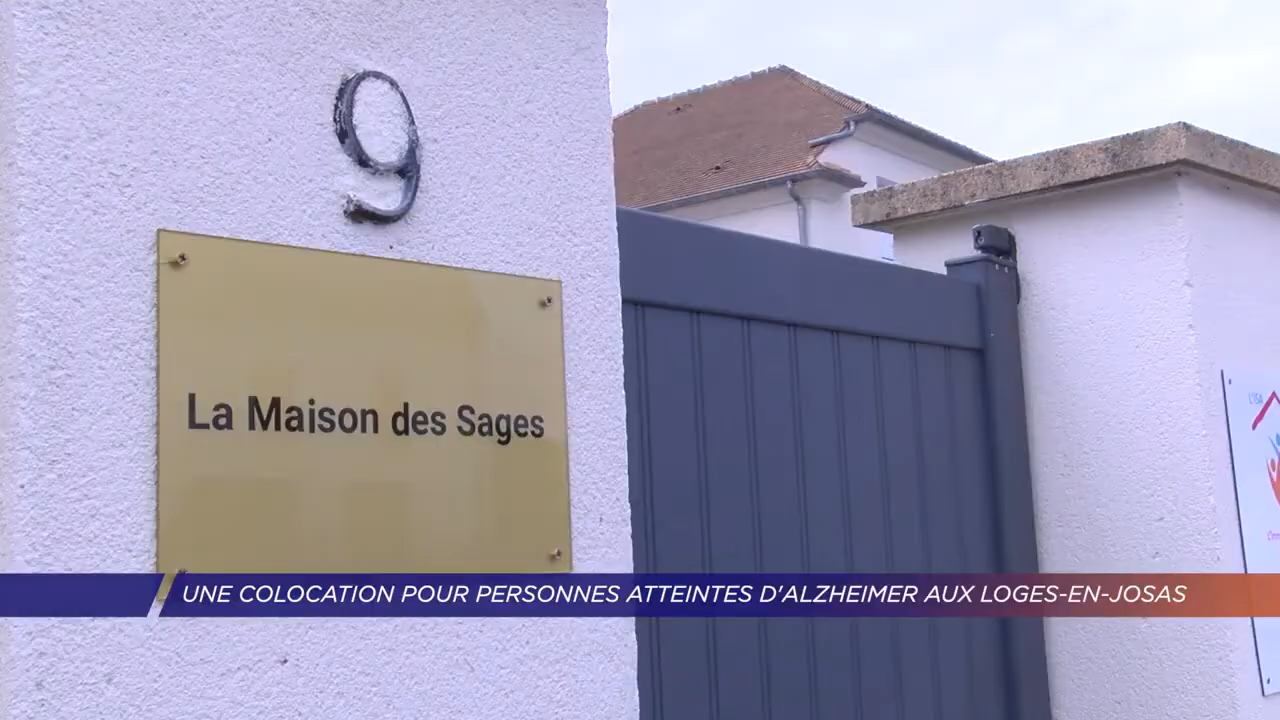 9
La Maison des Sages
UNE COLOCATION POUR PERSONNES ATTEINTES D'ALZHEIMER AUX LOGES-EN-JOSAS